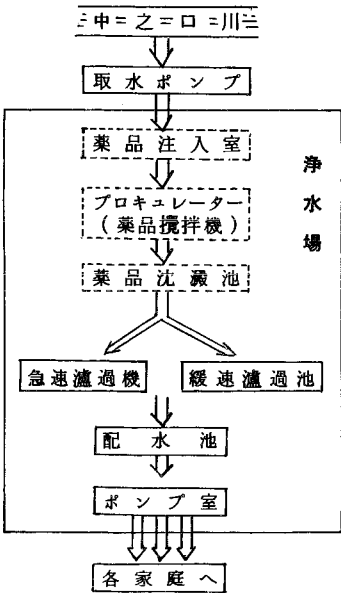 中之口川
取水ポンプ
薬品注入室
プロキュレーター
(薬品攪拌機)
薬品沈澱池
浄水場
急速濾過機
緩速濾過池
配水池
ポンプ室
各家庭へ